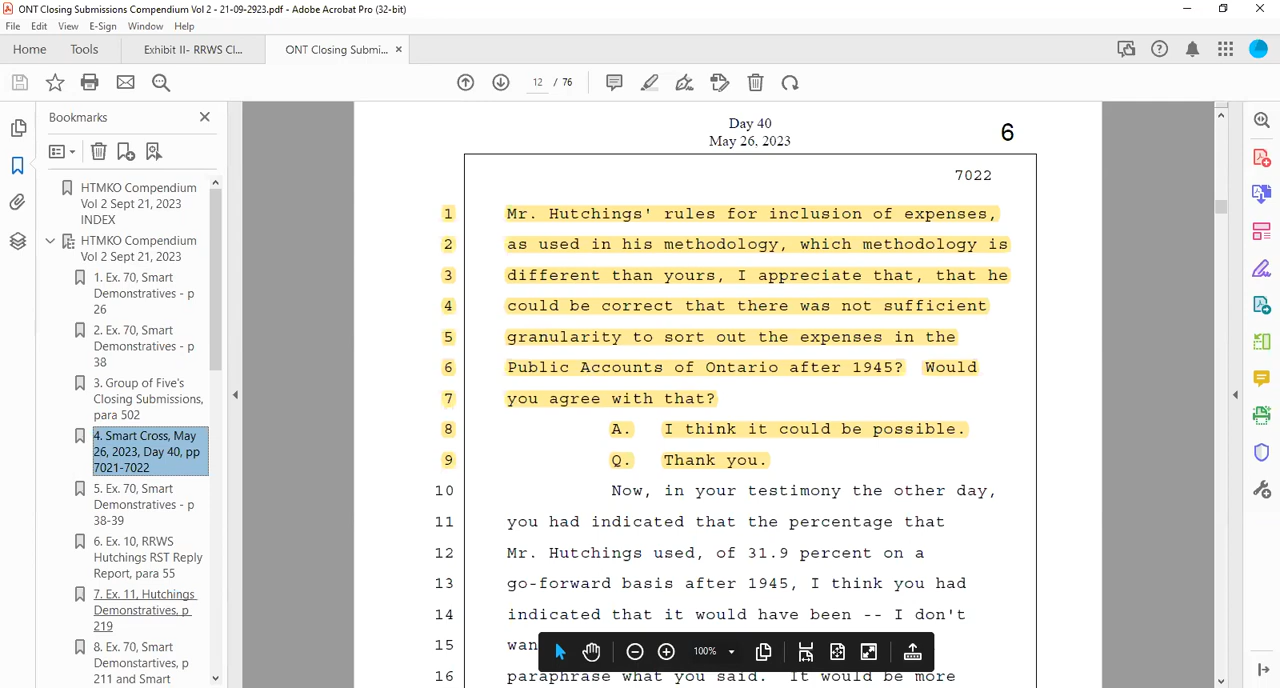 ONT Closing Submissions Compendium Vol 2 - 21-09-2923.pdf - Adobe Acrobat Pro (32-bit)
File Edit View E-Sign Window Help
Home Tools Exhibit II- RRWS Cl... ONT Closing Submi... ×
12 / 76
Bookmarks
HTMKO Compendium
Vol 2 Sept 21, 2023
INDEX
HTMKO Compendium
Vol 2 Sept 21, 2023
1. Ex. 70, Smart
Demonstratives - p
26
2. Ex. 70, Smart
Demonstratives - p
38
3. Group of Five's
Closing Submissions,
para 502
4. Smart Cross, May
26, 2023, Day 40, pp
7021-7022
5. Ex. 70, Smart
Demonstratives - p
38-39
6. Ex. 10, RRWS
Hutchings RST Reply
Report, para 55
7. Ex. 11, Hutchings
Demonstratives, p
219
8. Ex. 70, Smart
Demonstartives, p
211 and Smart
Day 40
May 26, 2023
6
7022
1 Mr. Hutchings' rules for inclusion of expenses,
2 as used in his methodology, which methodology is
3 different than yours, I appreciate that, that he
4 could be correct that there was not sufficient
5 granularity to sort out the expenses in the
6 Public Accounts of Ontario after 1945? Would
7 you agree with that?
8 A. I think it could be possible.
9 Q. Thank you.
10 Now, in your testimony the other day,
11 you had indicated that the percentage that
12 Mr. Hutchings used, of 31.9 percent on a
13 go-forward basis after 1945, I think you had
14 indicated that it would have been -- I don't
15 wan
16 paraphrase what you said. It would be more
100%